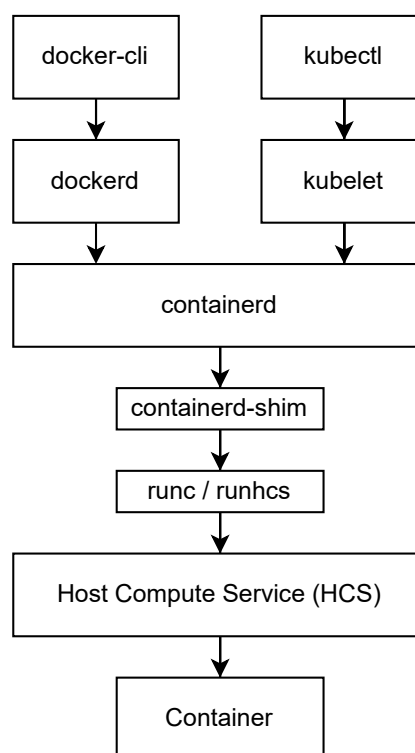 docker-cli
kubectl
dockerd
kubelet
containerd
containerd-shim
runc / runhcs
Host Compute Service (HCS)
Container